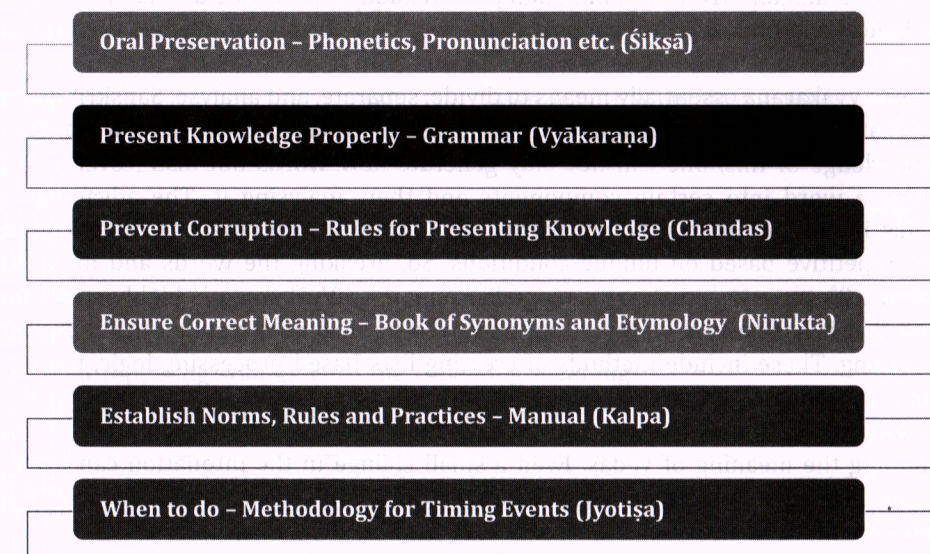 Oral Preservation – Phonetics, Pronunciation etc. (Śikṣā)
Present Knowledge Properly – Grammar (Vyākaraṇa)
Prevent Corruption – Rules for Presenting Knowledge (Chandas)
Ensure Correct Meaning – Book of Synonyms and Etymology (Nirukta)
Establish Norms, Rules and Practices – Manual (Kalpa)
When to do – Methodology for Timing Events (Jyotiṣa)